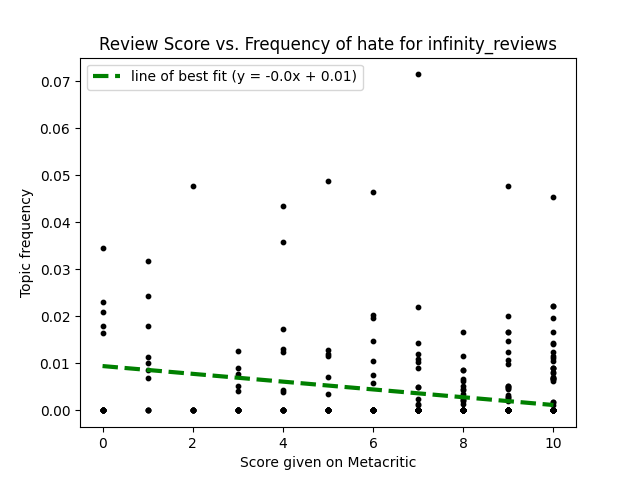 Review Score vs. Frequency of hate for infinity_reviews
line of best fit (y = -0.0x + 0.01)
0.07
0.06
0.05
0.04
0.03
0.02
0.01
0.00
Topic frequency
0 2 4 6 8 10
Score given on Metacritic